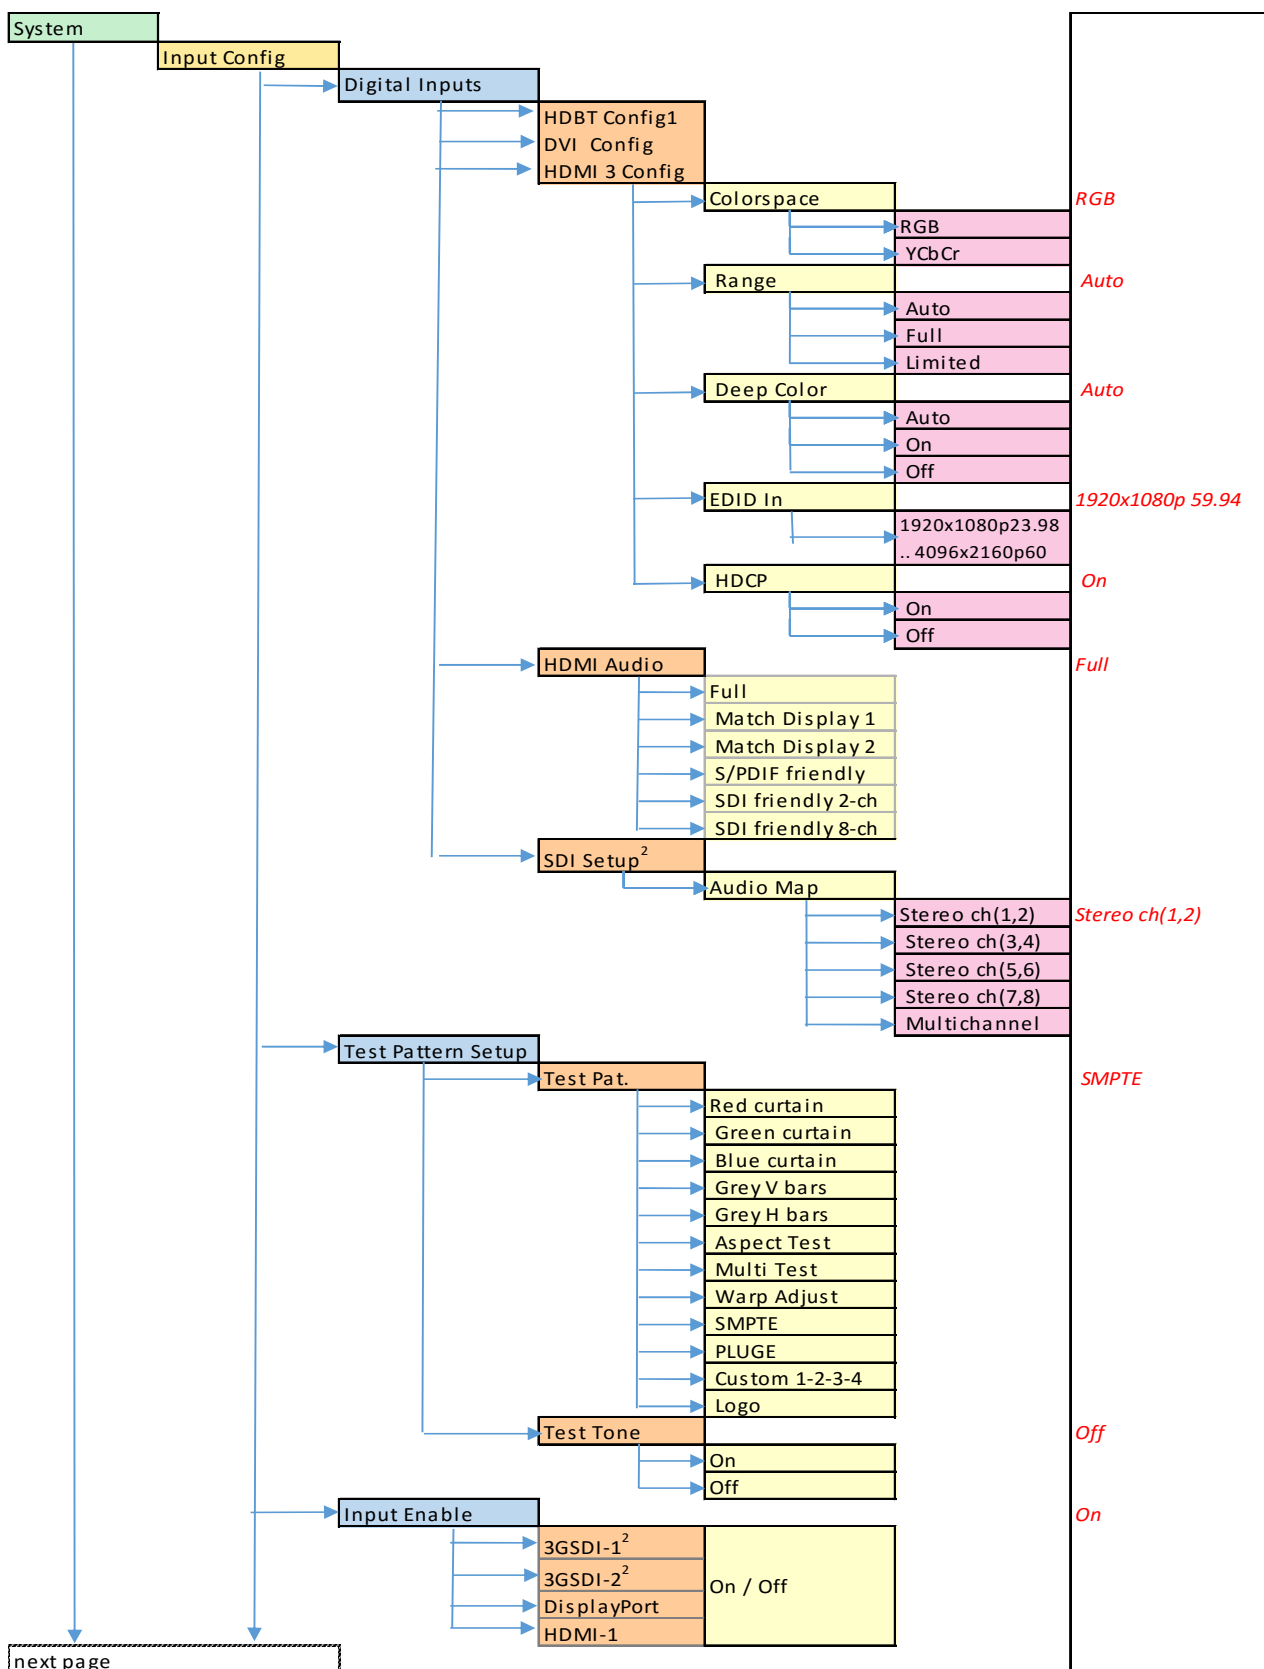 System
Input Config
Digital Inputs
HDBT Config1
DVI Config
HDMI 3 Config
Colorspace RGB
RGB
YCbCr
Range Auto
Auto
Full
Limited
Deep Color Auto
Auto
On
Off
EDID In 1920x1080p 59.94
1920x1080p23.98
.. 4096x2160p60
HDCP On
On
Off
HDMI Audio Full
Full
Match Display 1
Match Display 2
S/PDIF friendly
SDI friendly 2-ch
SDI friendly 8-ch
SDI Setup²
Audio Map
Stereo ch(1,2) Stereo ch(1,2)
Stereo ch(3,4)
Stereo ch(5,6)
Stereo ch(7,8)
Multichannel
Test Pattern Setup
Test Pat. SMPTE
Red curtain
Green curtain
Blue curtain
Grey V bars
Grey H bars
Aspect Test
Multi Test
Warp Adjust
SMPTE
PLUGE
Custom 1-2-3-4
Logo
Test Tone Off
On
Off
Input Enable On
3GSDI-1²
3GSDI-2²
On / Off
DisplayPort
HDMI-1
next page